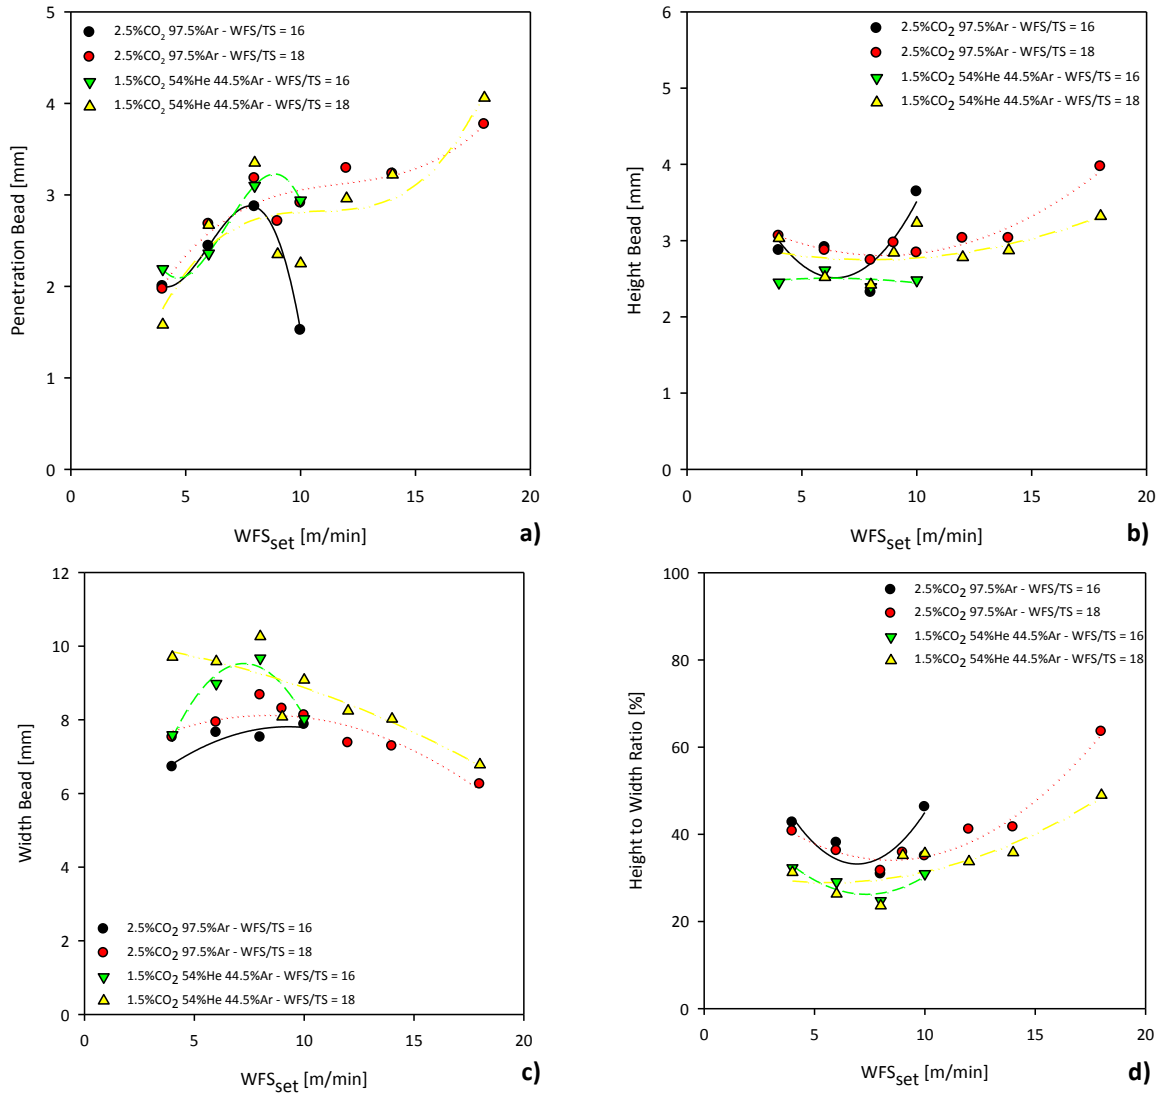 5
4
3
2
1
0
0 5 10 15 20
Penetration Bead [mm]
WFSset [m/min]
a)
2.5%CO2 97.5%Ar - WFS/TS = 16
2.5%CO2 97.5%Ar - WFS/TS = 18
1.5%CO2 54%He 44.5%Ar - WFS/TS = 16
1.5%CO2 54%He 44.5%Ar - WFS/TS = 18
6
5
4
3
2
1
0
0 5 10 15 20
Height Bead [mm]
WFSset [m/min]
b)
2.5%CO2 97.5%Ar - WFS/TS = 16
2.5%CO2 97.5%Ar - WFS/TS = 18
1.5%CO2 54%He 44.5%Ar - WFS/TS = 16
1.5%CO2 54%He 44.5%Ar - WFS/TS = 18
12
10
8
6
4
2
0
0 5 10 15 20
Width Bead [mm]
WFSset [m/min]
c)
2.5%CO2 97.5%Ar - WFS/TS = 16
2.5%CO2 97.5%Ar - WFS/TS = 18
1.5%CO2 54%He 44.5%Ar - WFS/TS = 16
1.5%CO2 54%He 44.5%Ar - WFS/TS = 18
100
80
60
40
20
0
0 5 10 15 20
Height to Width Ratio [%]
WFSset [m/min]
d)
2.5%CO2 97.5%Ar - WFS/TS = 16
2.5%CO2 97.5%Ar - WFS/TS = 18
1.5%CO2 54%He 44.5%Ar - WFS/TS = 16
1.5%CO2 54%He 44.5%Ar - WFS/TS = 18